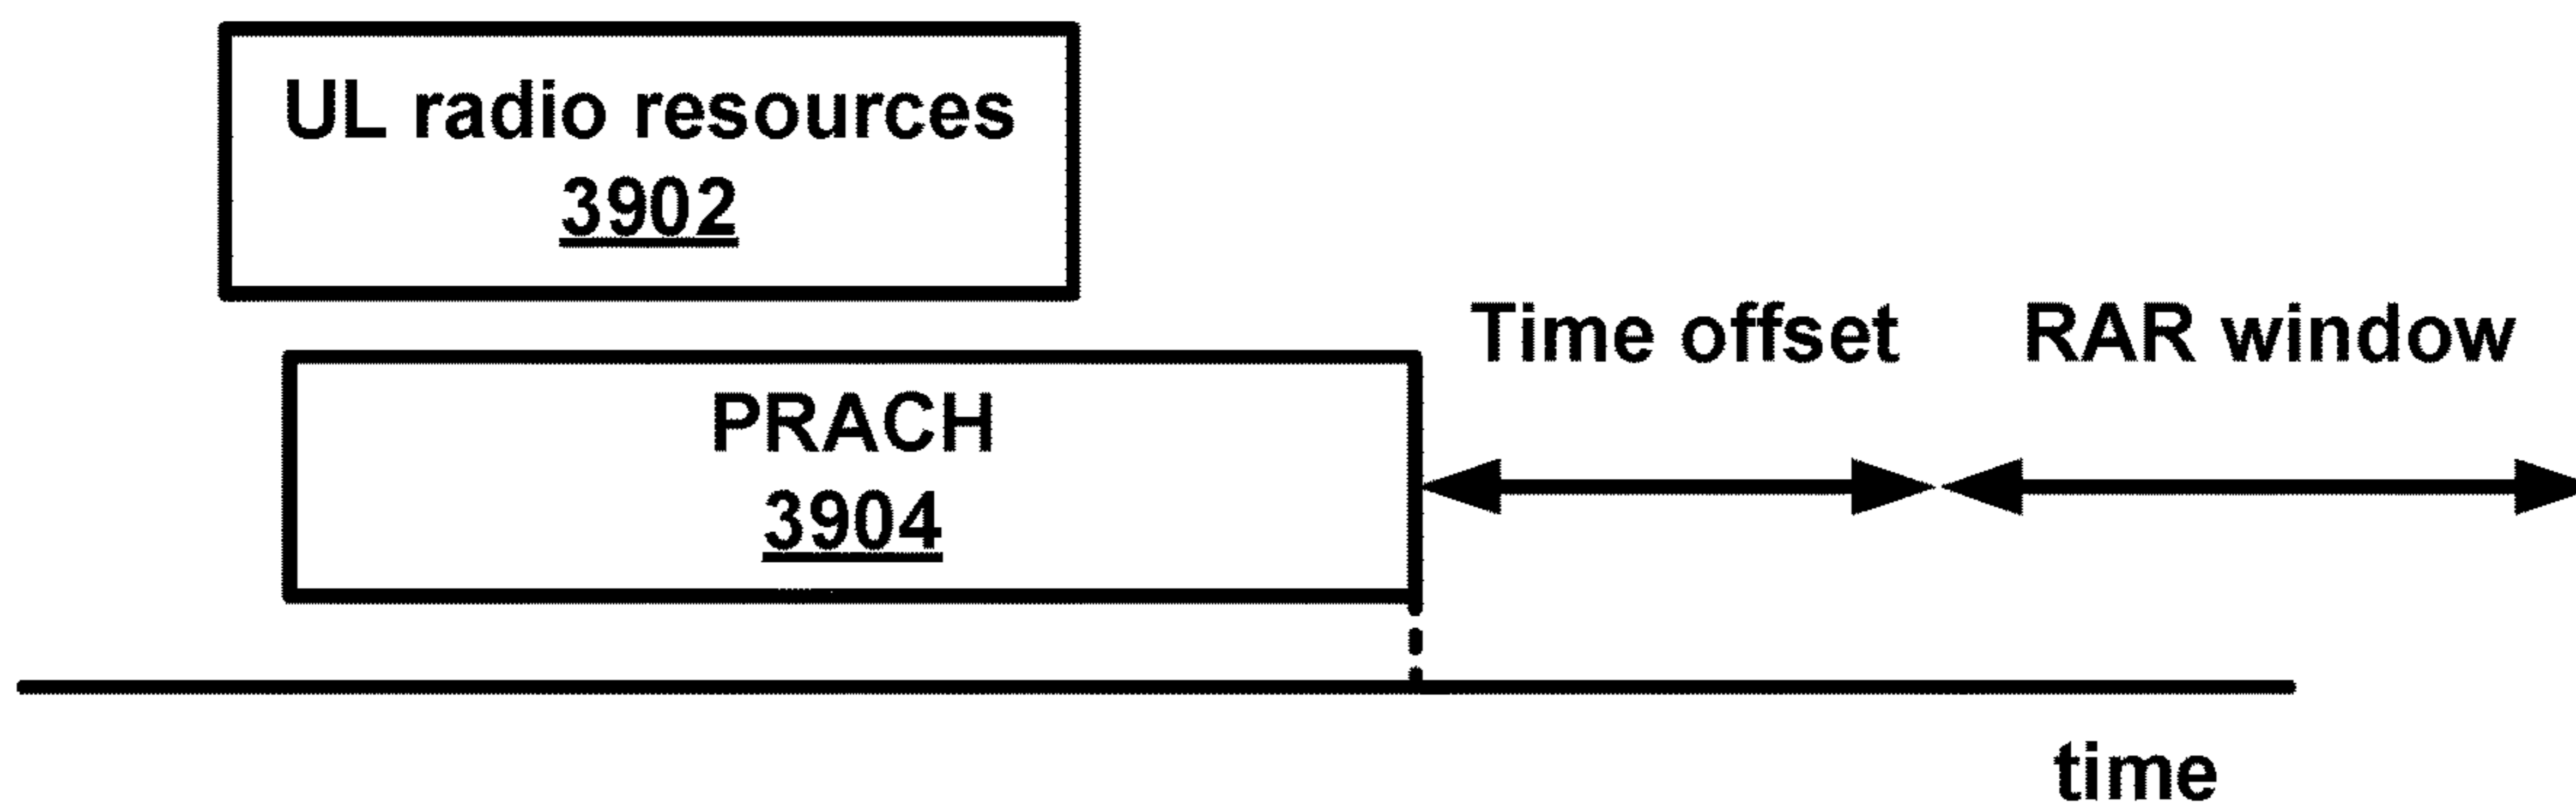 UL radio resources
3902
Time offset
RAR window
PRACH
3904
time